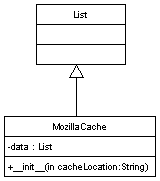 List
MozillaCache
-data : List
+__init__(in cacheLocation:String)